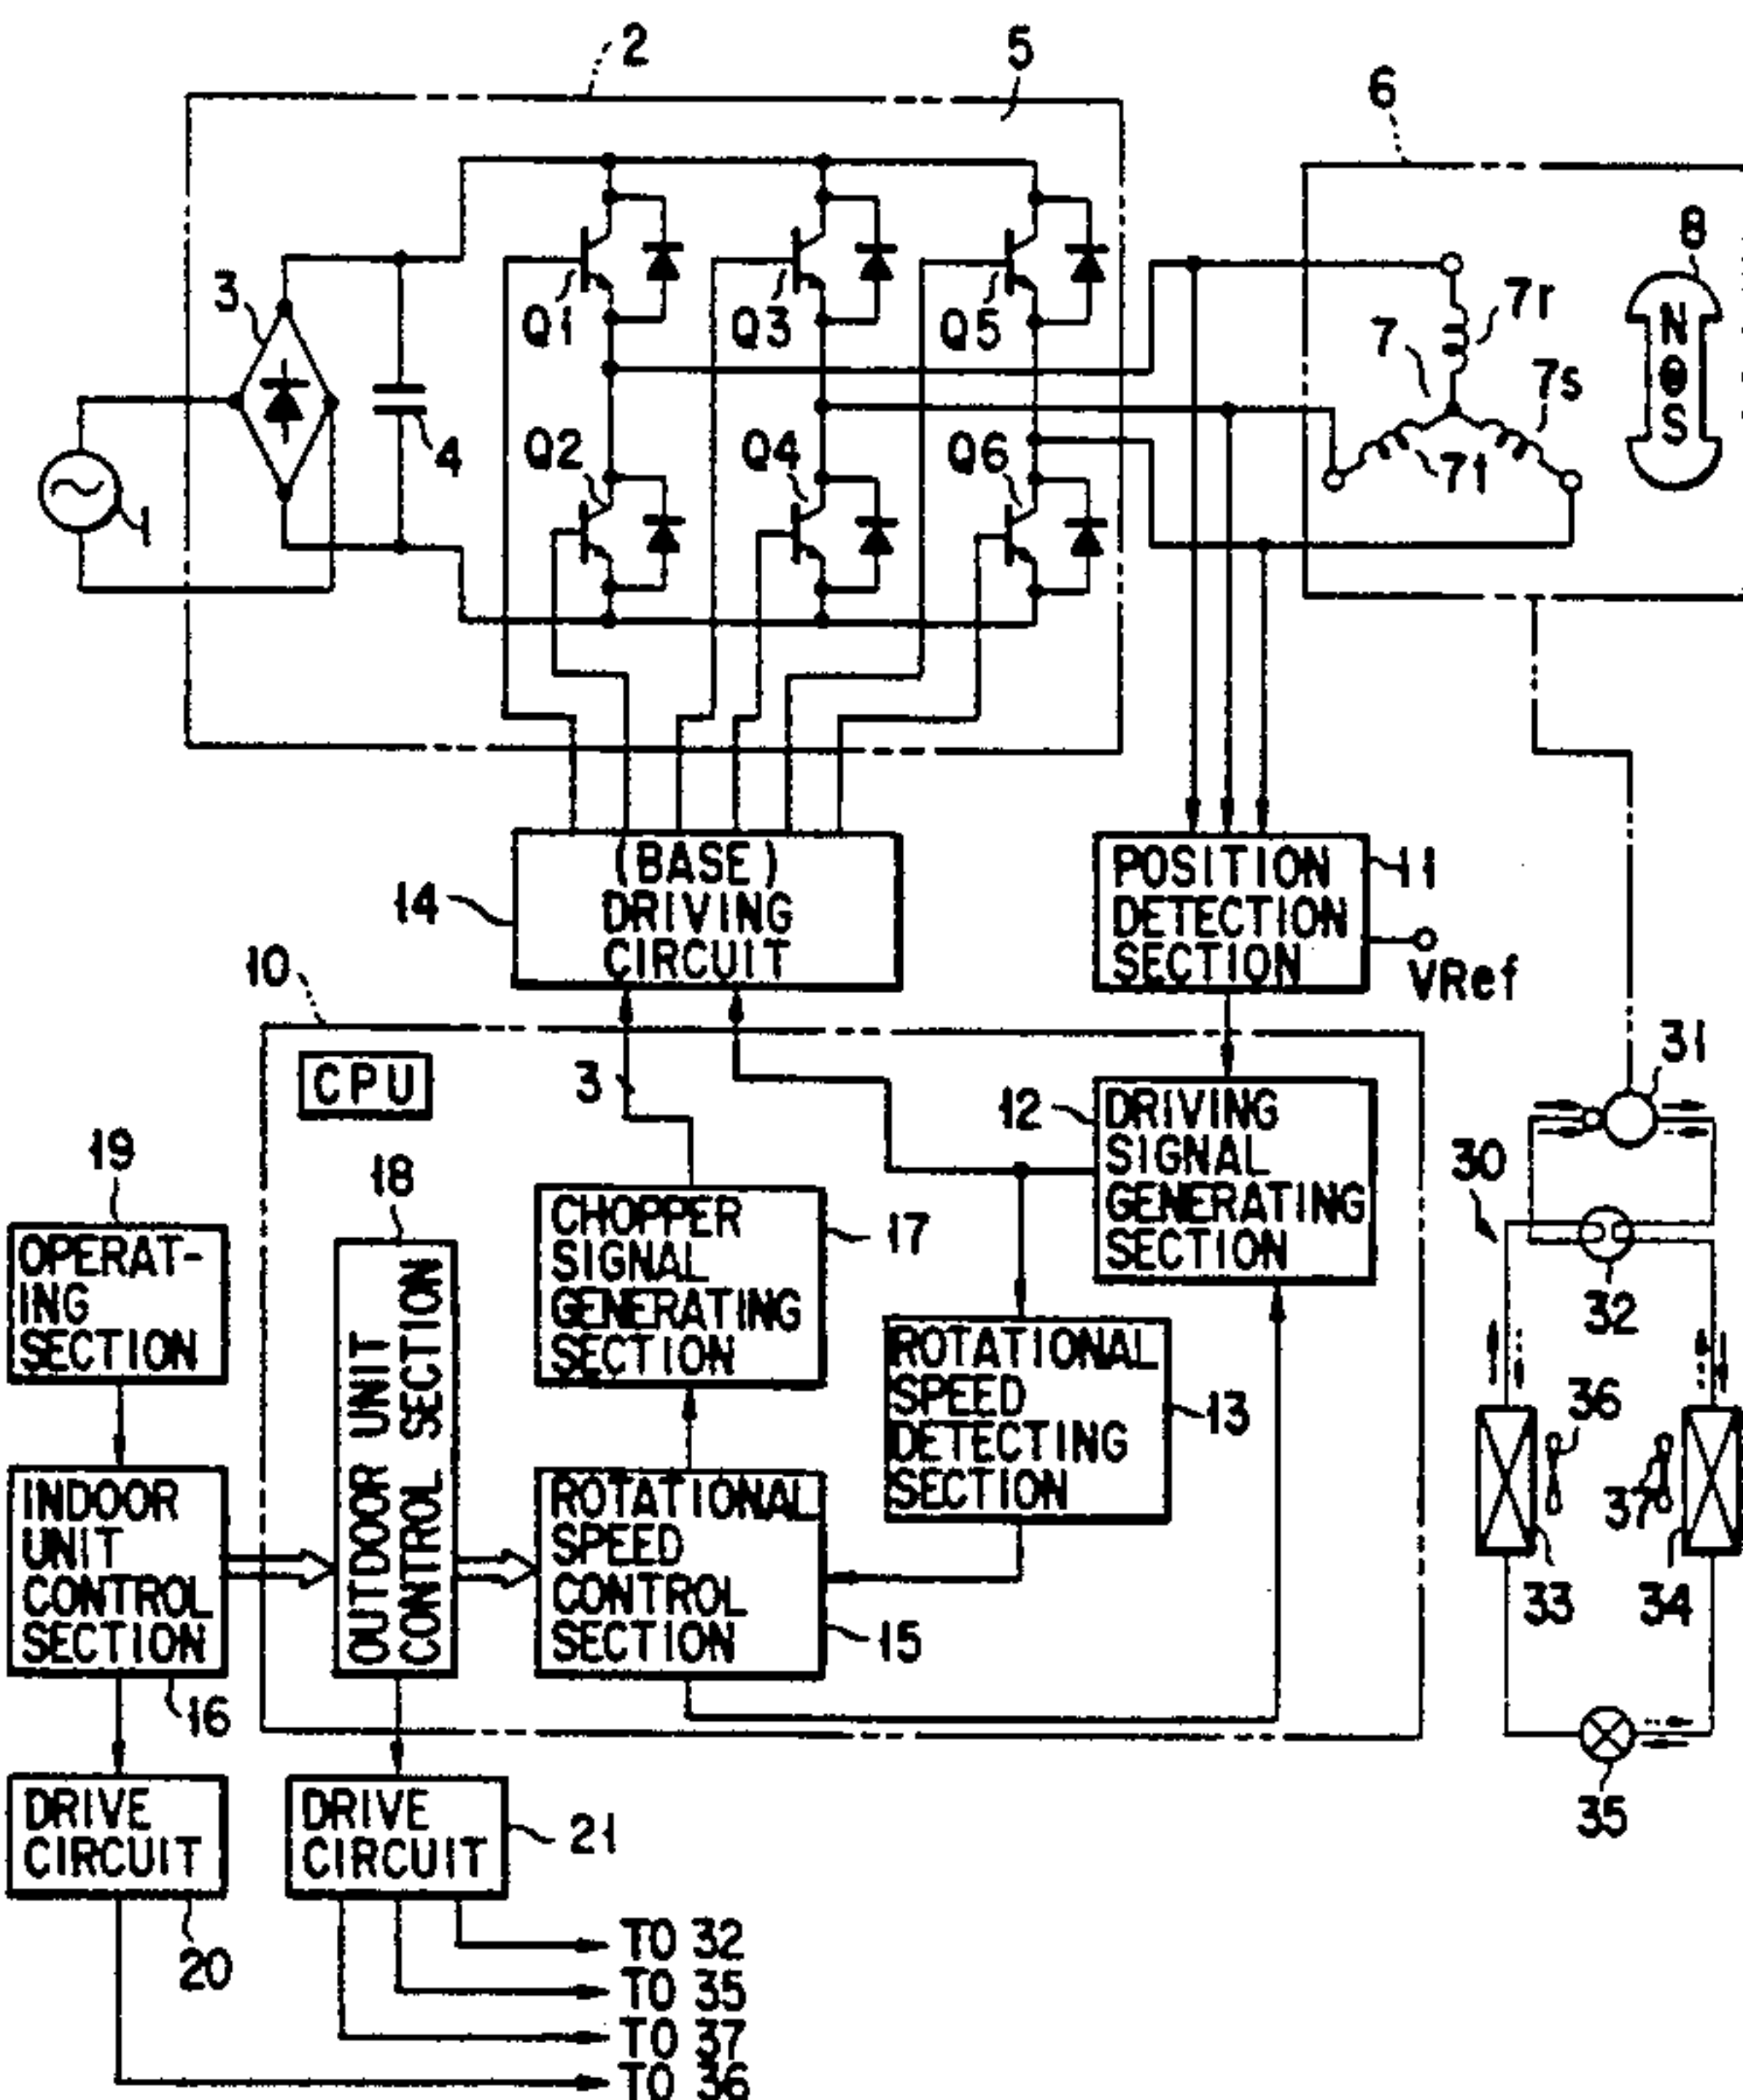 2
5
6
3
Q1
Q3
Q5
7
7r
7s
7t
8
N
S
4
1
Q2
Q4
Q6
(BASE)
DRIVING
CIRCUIT
14
POSITION
DETECTION
SECTION
11
VRef
10
CPU
3
12
DRIVING
SIGNAL
GENERATING
SECTION
31
30
32
19
OPERAT-
ING
SECTION
18
OUTDOOR UNIT
CONTROL SECTION
CHOPPER
SIGNAL
GENERATING
SECTION
17
ROTATIONAL
SPEED
DETECTING
SECTION
13
36
37
33
34
INDOOR
UNIT
CONTROL
SECTION
16
ROTATIONAL
SPEED
CONTROL
SECTION
15
35
DRIVE
CIRCUIT
20
DRIVE
CIRCUIT
21
TO 32
TO 35
TO 37
TO 36